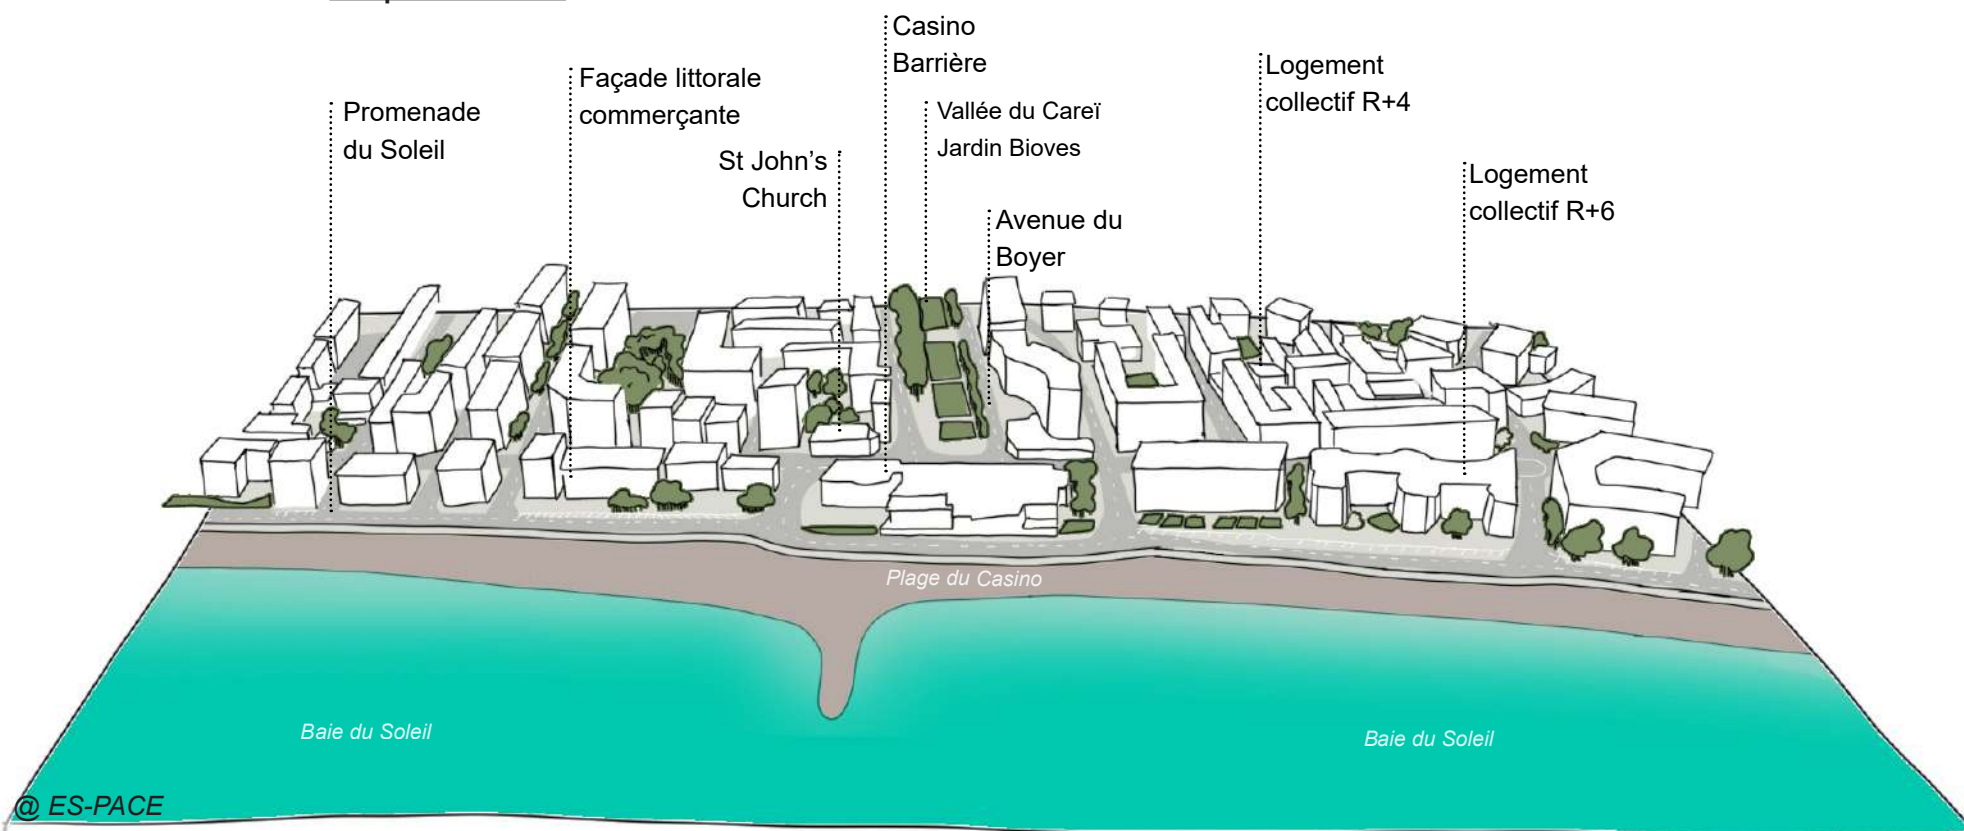 Casino
Barrière
Façade littorale
commerçante
Logement
collectif R+4
Promenade
du Soleil
Vallée du Careï
Jardin Bioves
St John's
Church
Logement
collectif R+6
Avenue du
Boyer
Plage du Casino
Baie du Soleil
Baie du Soleil
@ ES-PACE